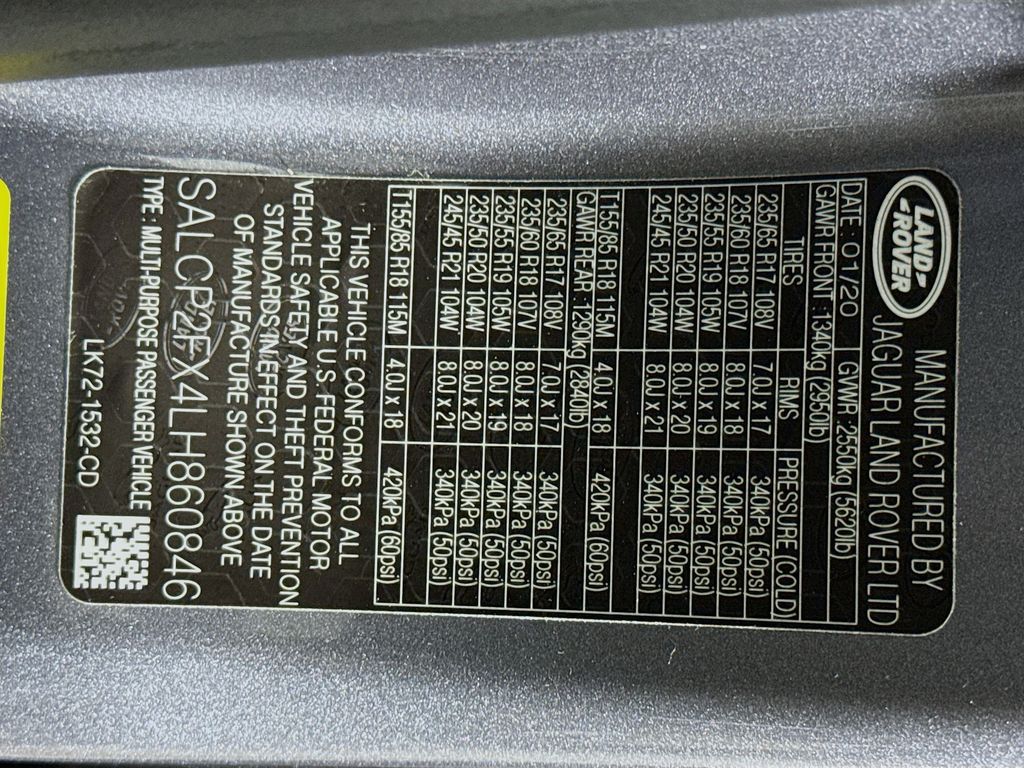 LAND-
-ROVER
MANUFACTURED BY
JAGUAR LAND ROVER LTD
DATE :01/20 GWVR :2550kg (5620lb)
GAWR FRONT :1340kg (2950lb)
TIRES RIMS PRESSURE (COLD)
235/65 R17 108V 7.0J x 17 340kPa (50psi)
235/60 R18 107V 8.0J x 18 340kPa (50psi)
235/55 R19 105W 8.0J x 19 340kPa (50psi)
235/50 R20 104W 8.0J x 20 340kPa (50psi)
245/45 R21 104W 8.0J x 21 340kPa (50psi)
T155/85 R18 115M 4.0J x 18 420kPa (60psi)
GAWR REAR :1290kg (2840lb)
235/65 R17 108V 7.0J x 17 340kPa (50psi)
235/60 R18 107V 8.0J x 18 340kPa (50psi)
235/55 R19 105W 8.0J x 19 340kPa (50psi)
235/50 R20 104W 8.0J x 20 340kPa (50psi)
245/45 R21 104W 8.0J x 21 340kPa (50psi)
T155/85 R18 115M 4.0J x 18 420kPa (60psi)
THIS VEHICLE CONFORMS TO ALL
APPLICABLE U.S. FEDERAL MOTOR
VEHICLE SAFETY AND THEFT PREVENTION
STANDARDS IN EFFECT ON THE DATE
OF MANUFACTURE SHOWN ABOVE
SALCP2FX4LH860846
TYPE : MULTI-PURPOSE PASSENGER VEHICLE
LK72-1532-CD